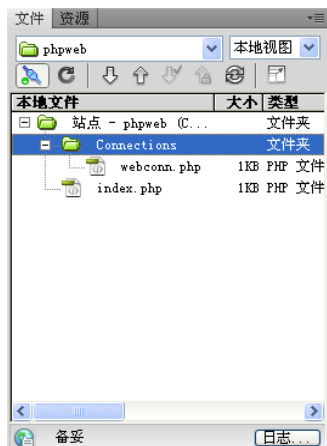 文件 资源
phpweb 本地视图
本地文件 大小 类型
站点 - phpweb (C... 文件夹
Connections 文件夹
webconn.php 1KB PHP 文件
index.php 1KB PHP 文件
备妥 日志...